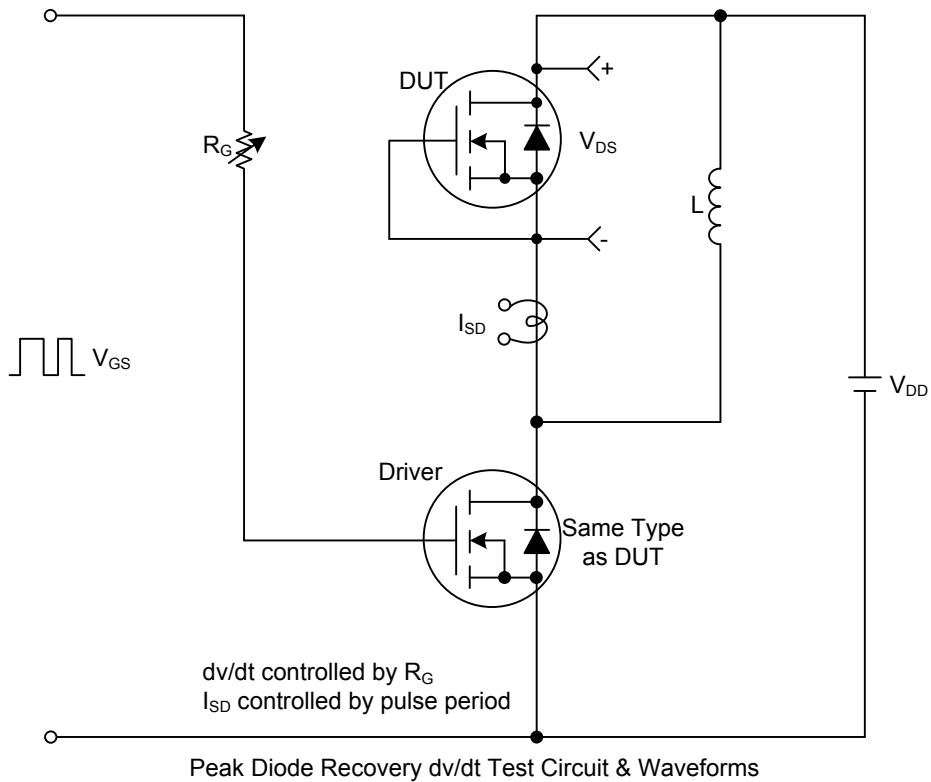 DUT
+
R_G
V_DS
L
-
I_SD
V_GS
V_DD
Driver
Same Type
as DUT
dv/dt controlled by R_G
I_SD controlled by pulse period
Peak Diode Recovery dv/dt Test Circuit & Waveforms